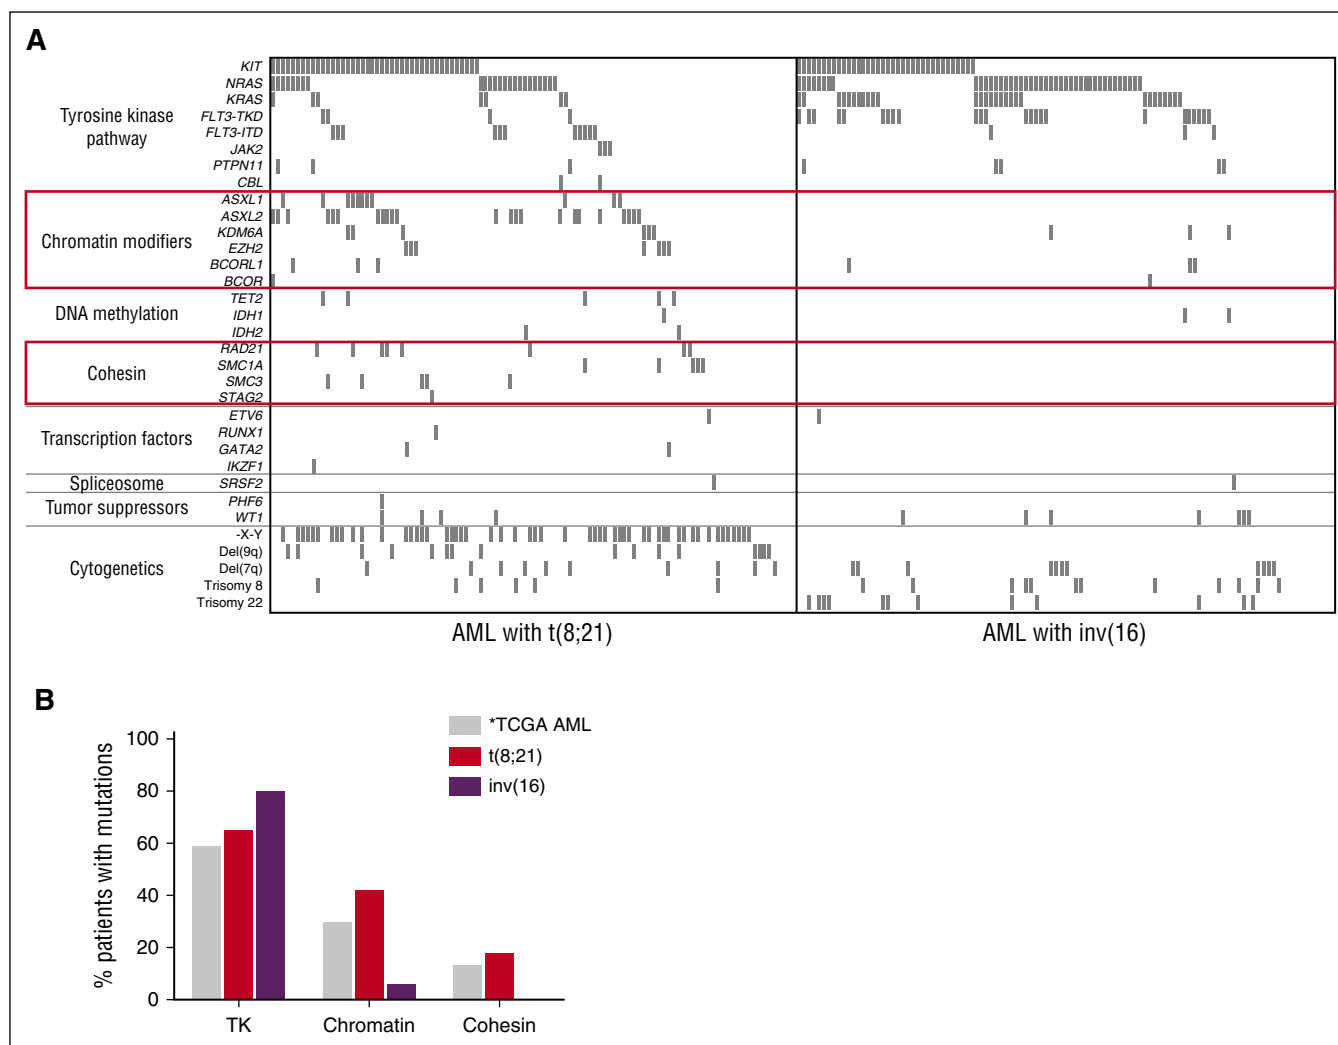 A
KIT
NRAS
KRAS
Tyrosine kinase pathway
FLT3-TKD
FLT3-ITD
JAK2
PTPN11
CBL
ASXL1
ASXL2
Chromatin modifiers
KDM6A
EZH2
BCORL1
BCOR
TET2
DNA methylation
IDH1
IDH2
RAD21
Cohesin
SMC1A
SMC3
STAG2
ETV6
Transcription factors
RUNX1
GATA2
IKZF1
Spliceosome
SRSF2
Tumor suppressors
PHF6
WT1
-X-Y
Del(9q)
Cytogenetics
Del(7q)
Trisomy 8
Trisomy 22
AML with t(8;21)
AML with inv(16)
B
*TCGA AML
t(8;21)
inv(16)
% patients with mutations
100
80
60
40
20
0
TK
Chromatin
Cohesin